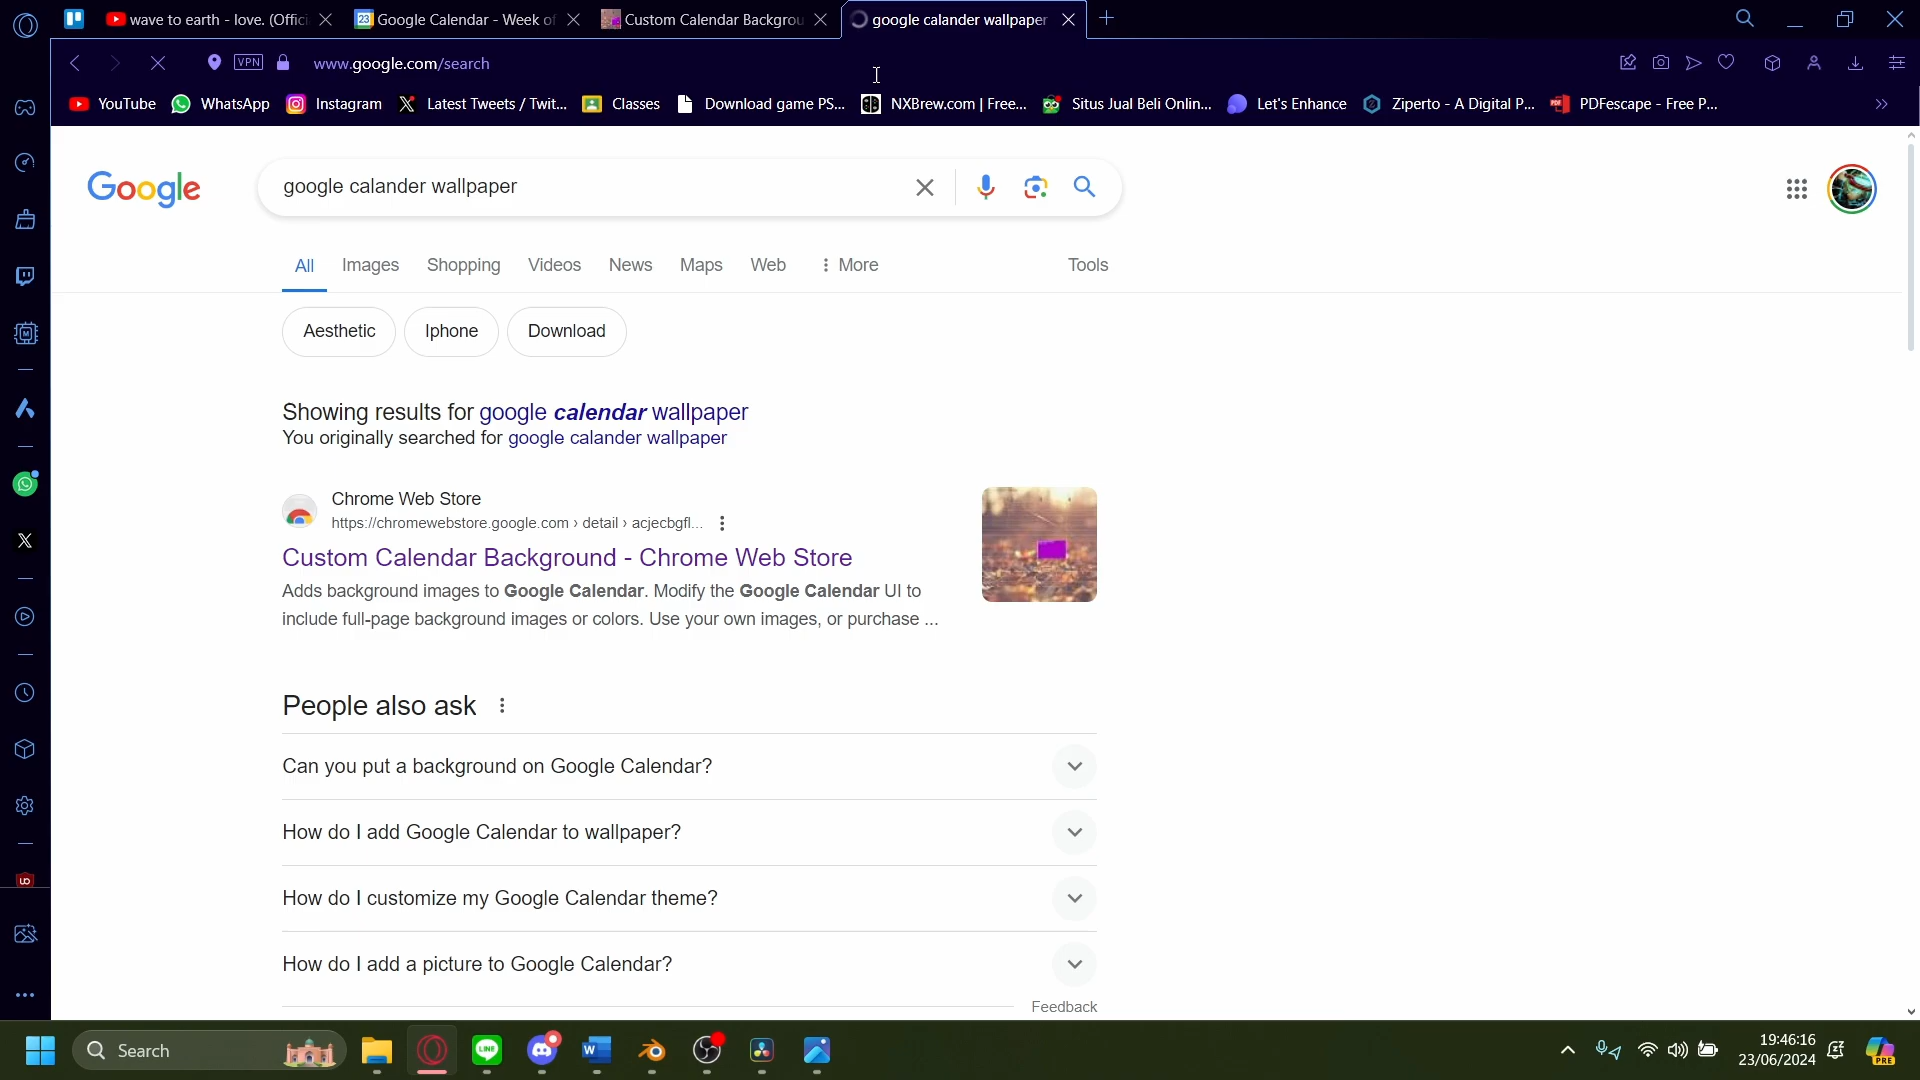 wave to earth - love. (Offici
Google Calendar - Week of
Custom Calendar Backgrou
google calander wallpaper
VPN
www.google.com/search
YouTube
WhatsApp
Instagram
Latest Tweets / Twit...
Classes
Download game PS...
NXBrew.com | Free...
Situs Jual Beli Onlin...
Let's Enhance
Ziperto - A Digital P...
PDFescape - Free P...
Google
google calander wallpaper
All
Images
Shopping
Videos
News
Maps
Web
More
Tools
Aesthetic
Iphone
Download
Showing results for google calendar wallpaper
You originally searched for google calander wallpaper
Chrome Web Store
https://chromewebstore.google.com › detail › acjecbgfl...
Custom Calendar Background - Chrome Web Store
Adds background images to Google Calendar. Modify the Google Calendar UI to
include full-page background images or colors. Use your own images, or purchase ...
People also ask
Can you put a background on Google Calendar?
How do I add Google Calendar to wallpaper?
How do I customize my Google Calendar theme?
How do I add a picture to Google Calendar?
Feedback
Search
19:46:16
23/06/2024